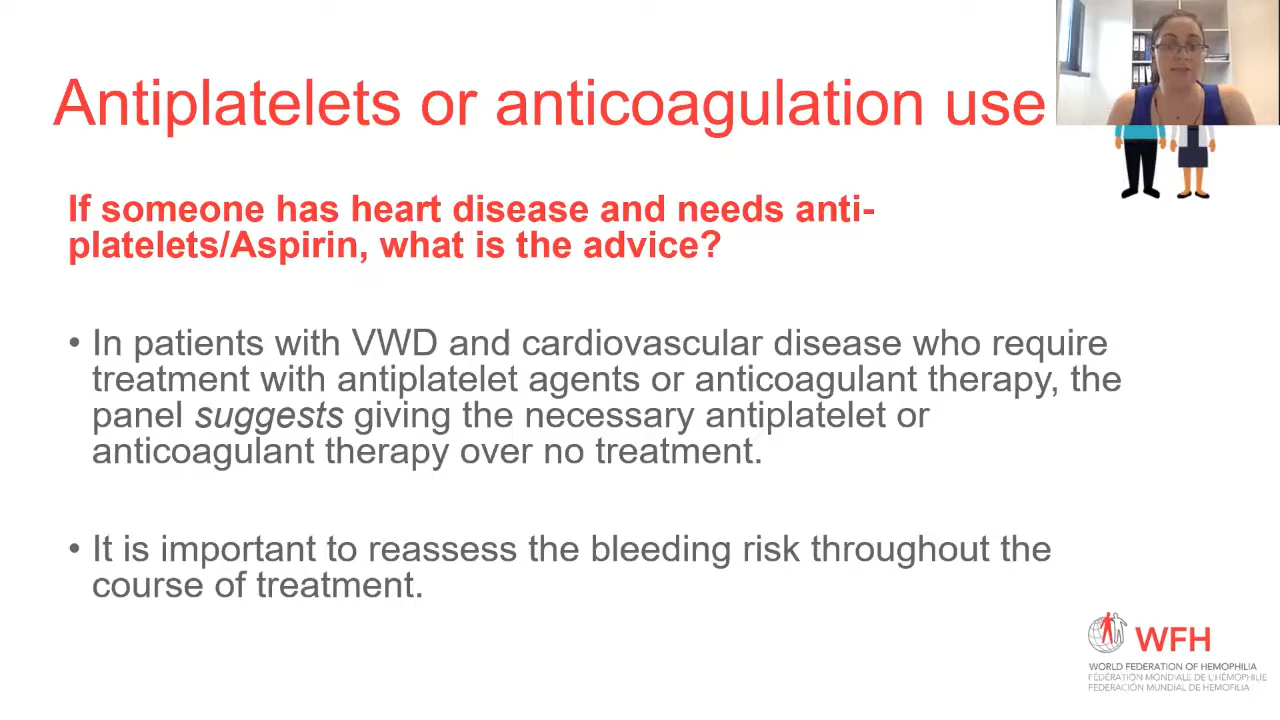 Antiplatelets or anticoagulation use
If someone has heart disease and needs anti-
platelets/Aspirin, what is the advice?
• In patients with VWD and cardiovascular disease who require
treatment with antiplatelet agents or anticoagulant therapy, the
panel suggests giving the necessary antiplatelet or
anticoagulant therapy over no treatment.
• It is important to reassess the bleeding risk throughout the
course of treatment.
WFH
WORLD FEDERATION OF HEMOPHILIA
FÉDÉRATION MONDIALE DE L'HÉMOPHILIE
FEDERACIÓN MUNDIAL DE HEMOFILIA